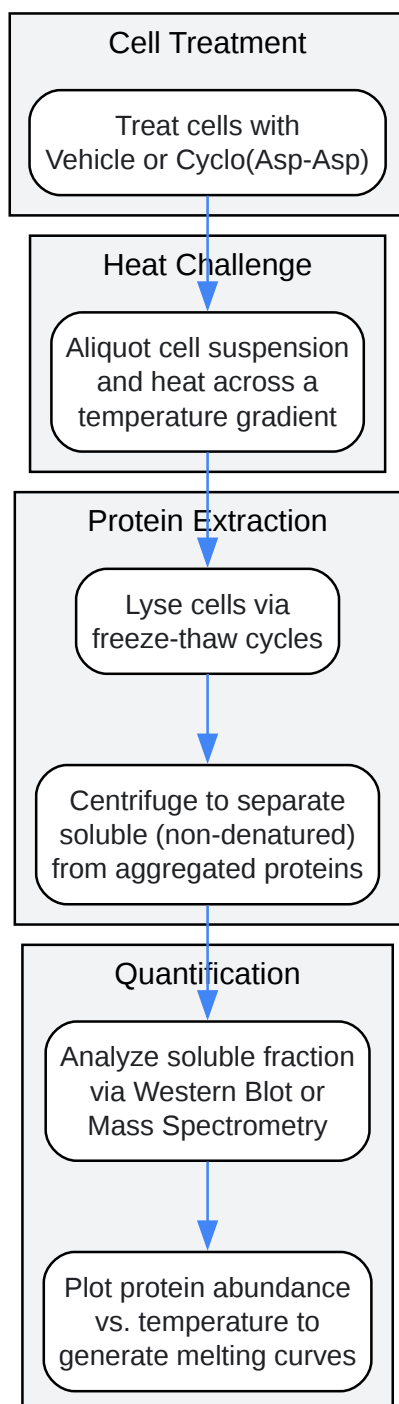 Cell Treatment
Treat cells with
Vehicle or Cyclo(Asp-Asp)
Heat Challenge
Aliquot cell suspension
and heat across a
temperature gradient
Protein Extraction
Lyse cells via
freeze-thaw cycles
Centrifuge to separate
soluble (non-denatured)
from aggregated proteins
Quantification
Analyze soluble fraction
via Western Blot or
Mass Spectrometry
Plot protein abundance
vs. temperature to
generate melting curves